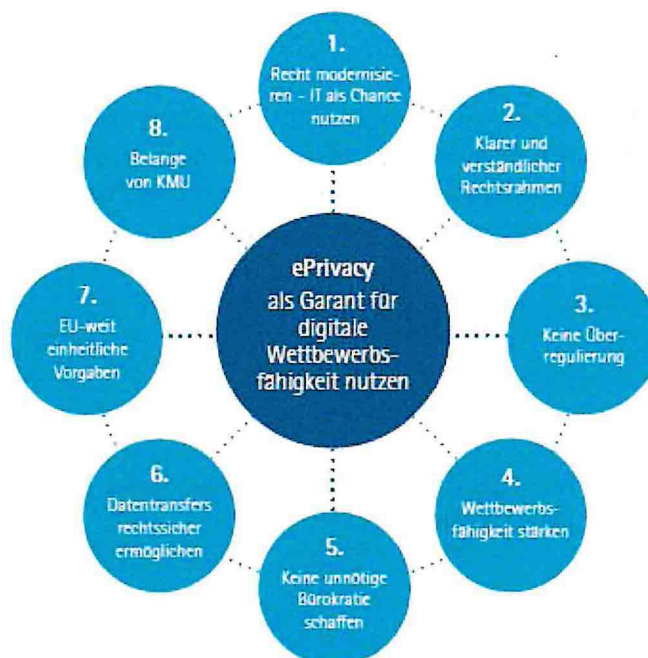 1.
Recht modernisie-
ren – IT als Chance
nutzen
2.
Klarer und
verständlicher
Rechtsrahmen
3.
Keine Über-
regulierung
4.
Wettbewerbs-
fähigkeit stärken
5.
Keine unnötige
Bürokratie
schaffen
6.
Datentransfers
rechtssicher
ermöglichen
7.
EU-weit
einheitliche
Vorgaben
8.
Belange
von KMU
ePrivacy
als Garant für
digitale
Wettbewerbs-
fähigkeit nutzen